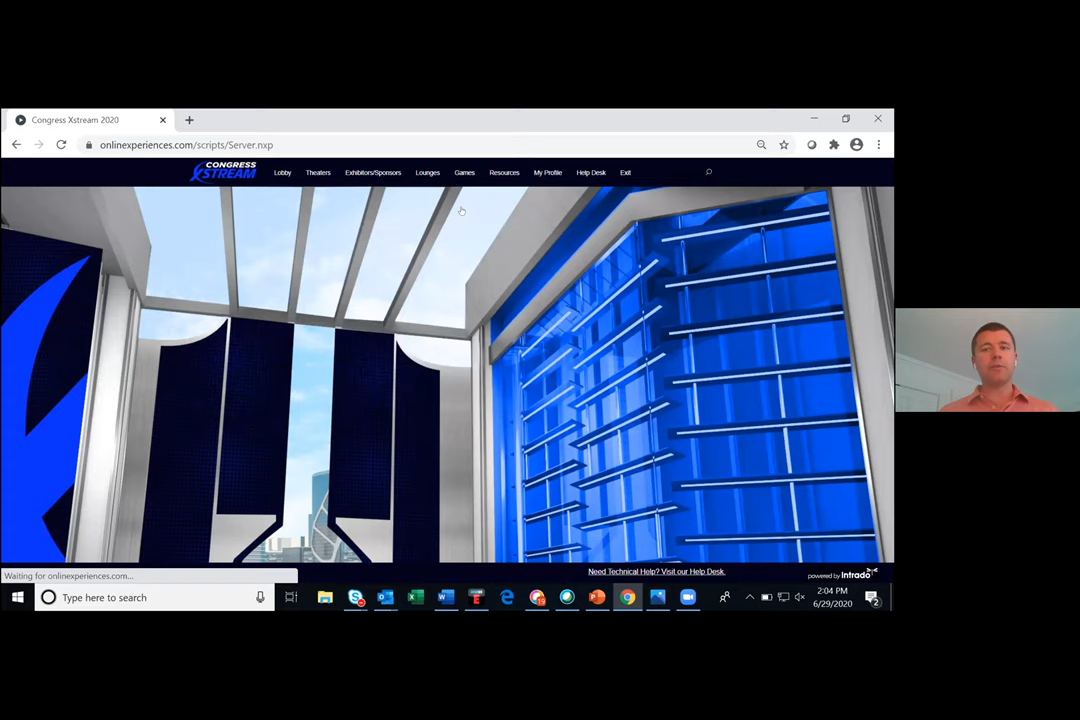 Congress Xstream 2020
onlinexperiences.com/scripts/Server.nxp
CONGRESS
XSTREAM
Lobby Theaters Exhibitors/Sponsors Lounges Games Resources My Profile Help Desk Exit
Waiting for onlinexperiences.com...
Need Technical Help? Visit our Help Desk.
powered by Intrado
Type here to search
19
2:04 PM
6/29/2020
2